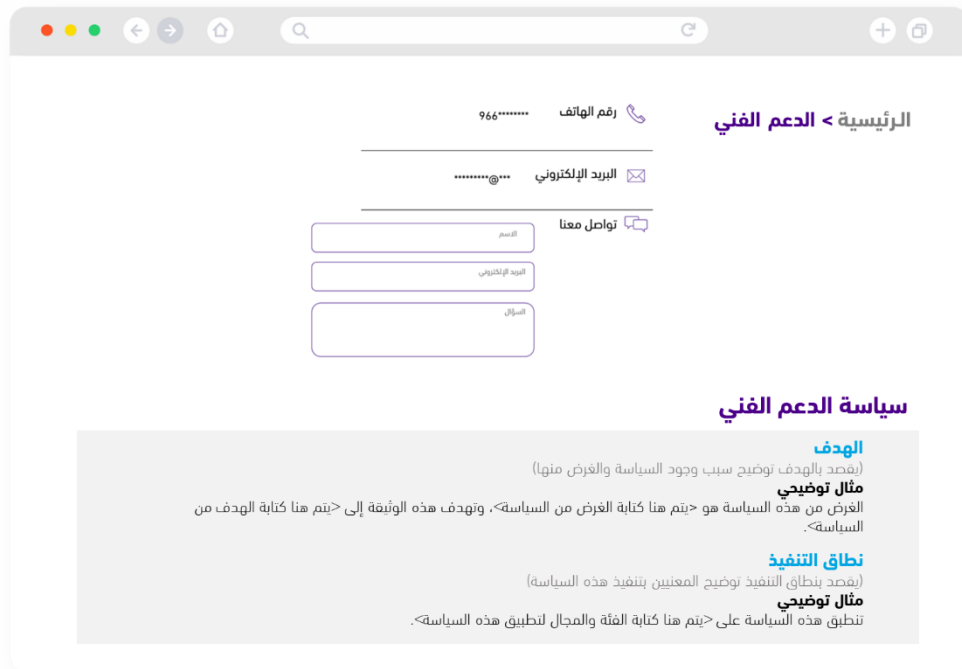 الرئيسية > الدعم الفني
رقم الهاتف 966********
البريد الإلكتروني ***@*********
تواصل معنا
الاسم
البريد الإلكتروني
السؤال
سياسة الدعم الفني
الهدف
(يقصد بالهدف توضيح سبب وجود السياسة والغرض منها)
مثال توضيحي
الغرض من هذه السياسة هو <يتم هنا كتابة الغرض من السياسة>، وتهدف هذه الوثيقة إلى <يتم هنا كتابة الهدف من
السياسة>.
نطاق التنفيذ
(يقصد بنطاق التنفيذ توضيح المعنيين بتنفيذ هذه السياسة)
مثال توضيحي
تنطبق هذه السياسة على <يتم هنا كتابة الفئة والمجال لتطبيق هذه السياسة>.